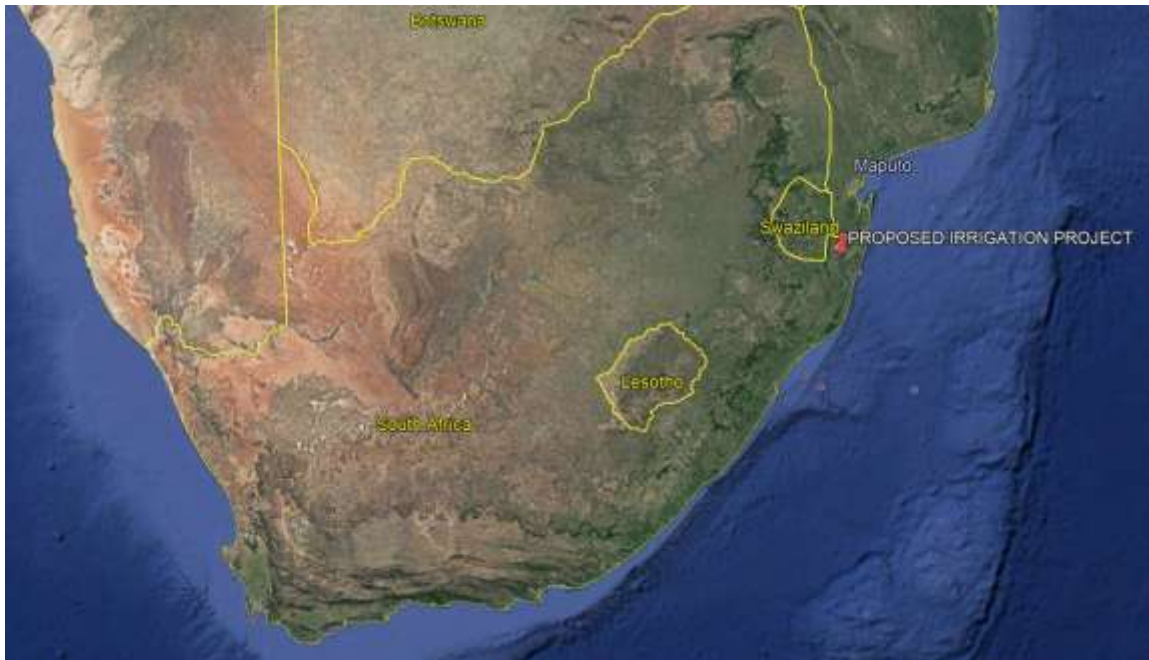 Botswana
Maputo
Swaziland
PROPOSED IRRIGATION PROJECT
Lesotho
South Africa